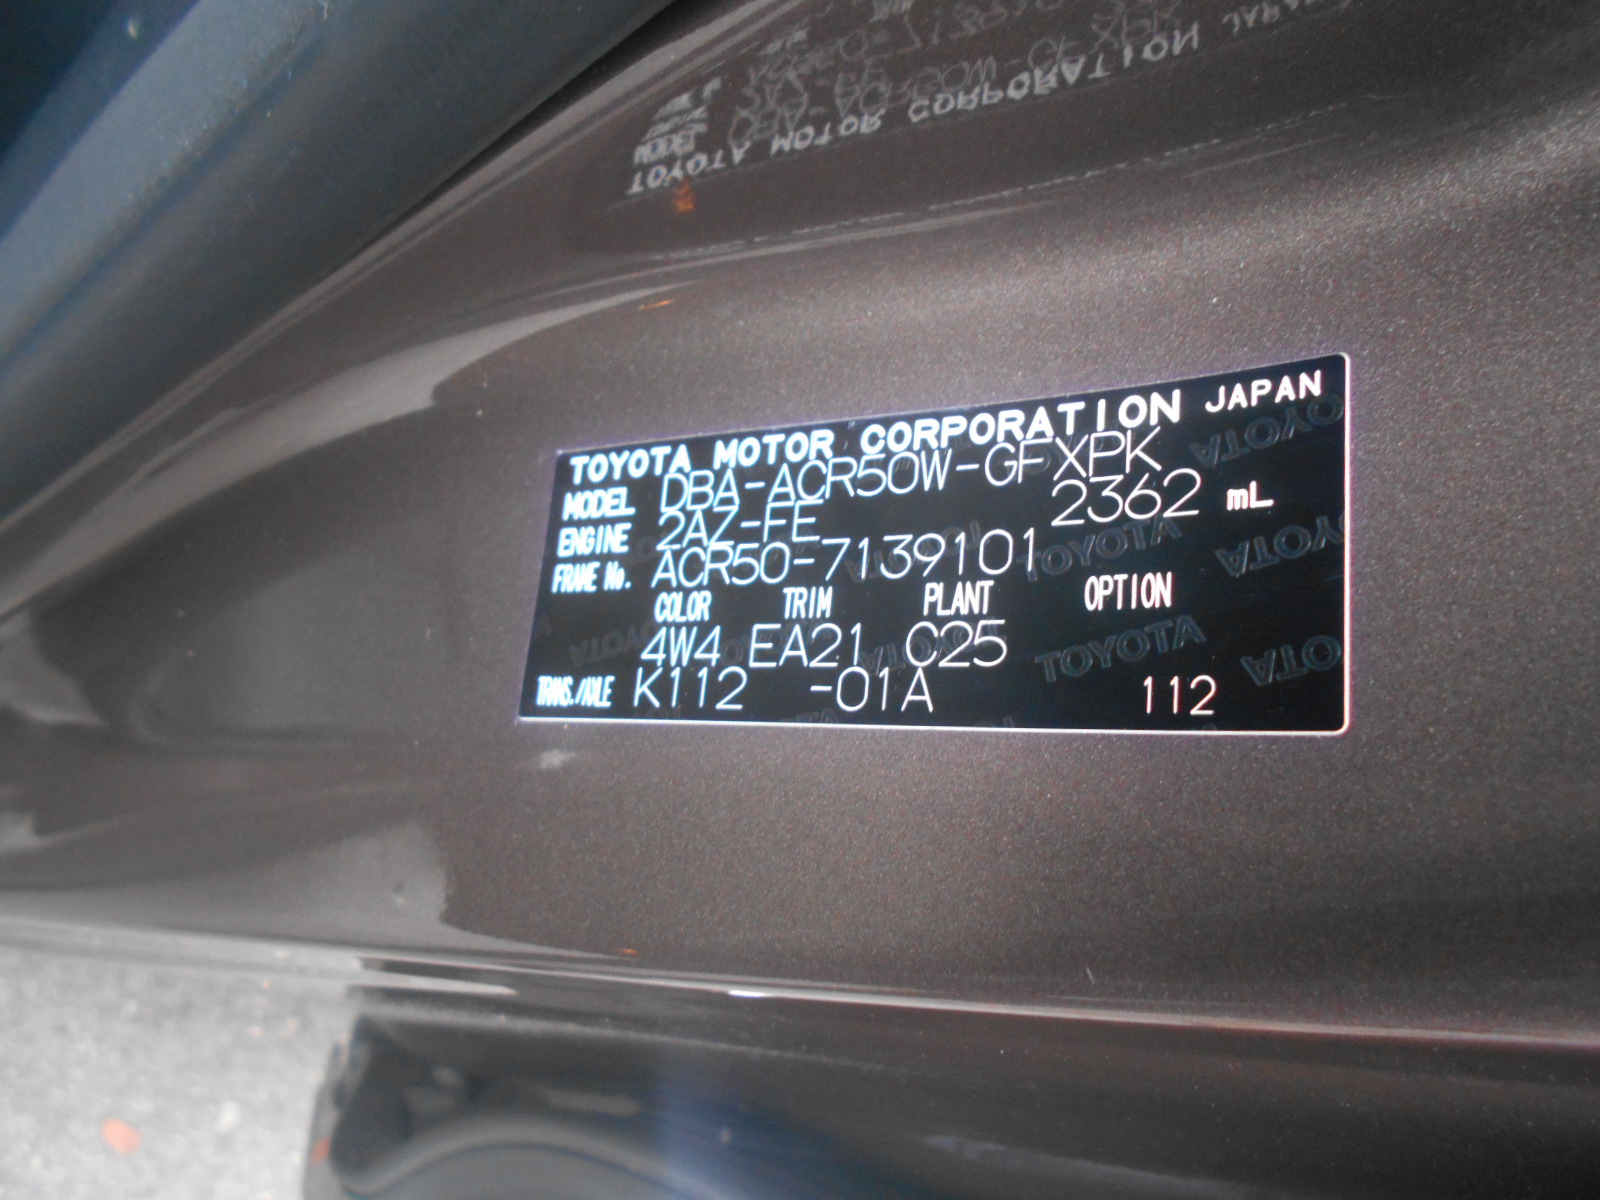 TOYOTA MOTOR CORPORATION JAPAN
MODEL DBA-ACR50W-GFXPK
ENGINE 2AZ-FE 2362 mL
FRAME No. ACR50-7139101
COLOR TRIM PLANT OPTION
4W4 EA21 C25
TRANS./AXLE K112 -01A 112